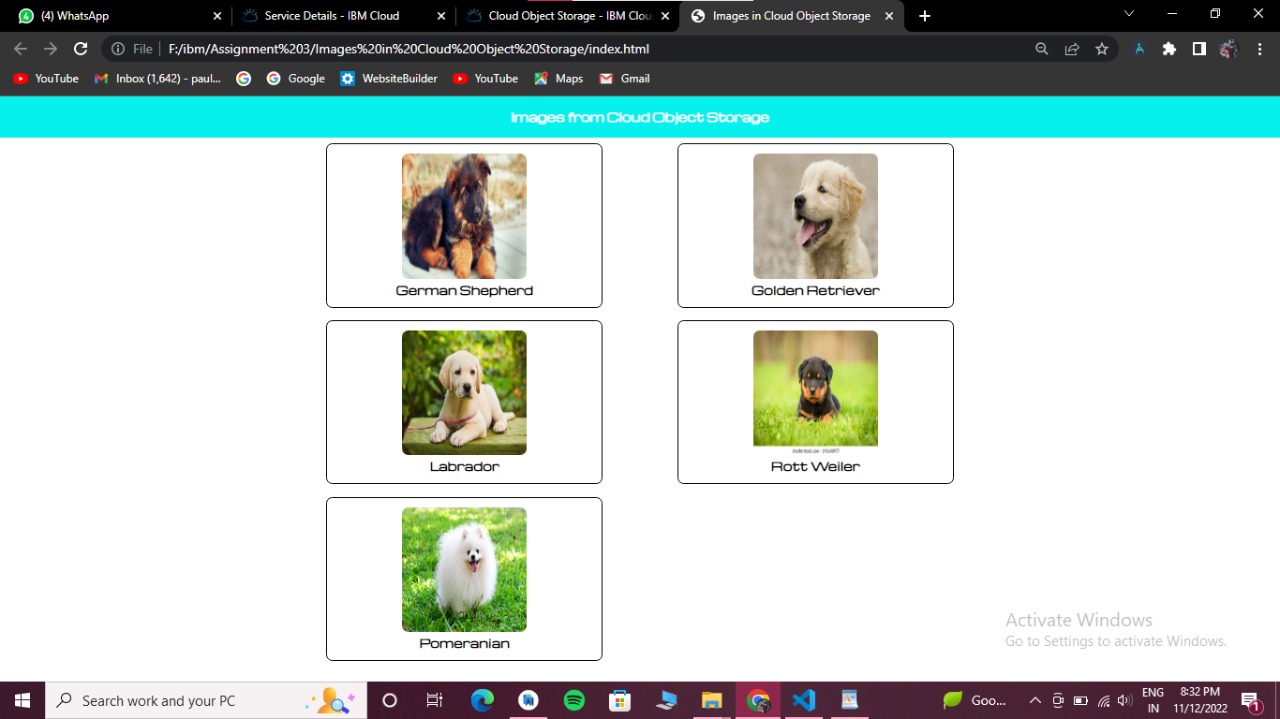 (4) WhatsApp
Service Details - IBM Cloud
Cloud Object Storage - IBM Clou
Images in Cloud Object Storage
File | F:/ibm/Assignment%203/Images%20in%20Cloud%20Object%20Storage/index.html
YouTube
Inbox (1,642) - paul...
Google
WebsiteBuilder
YouTube
Maps
Gmail
Images from Cloud Object Storage
German Shepherd
Golden Retriever
Labrador
Rott Weiler
Pomeranian
Activate Windows
Go to Settings to activate Windows.
Search work and your PC
Goo...
ENG
IN
8:32 PM
11/12/2022
1